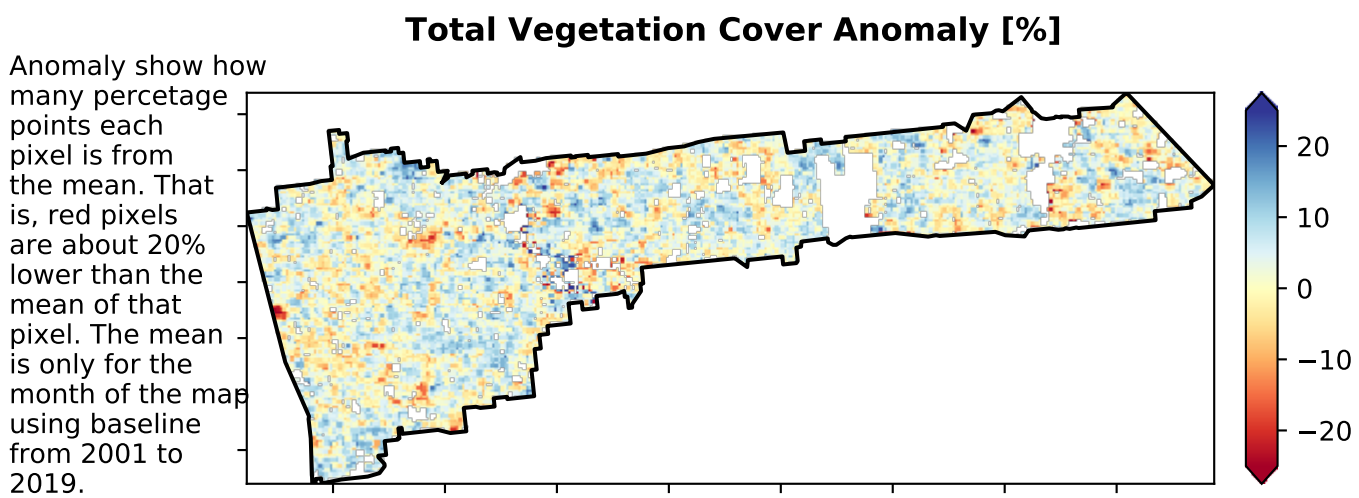 Total Vegetation Cover Anomaly [%]
Anomaly show how
many percetage
points each
pixel is from
the mean. That
is, red pixels
are about 20%
lower than the
mean of that
pixel. The mean
is only for the
month of the map
using baseline
from 2001 to
2019.
20
10
0
−10
−20